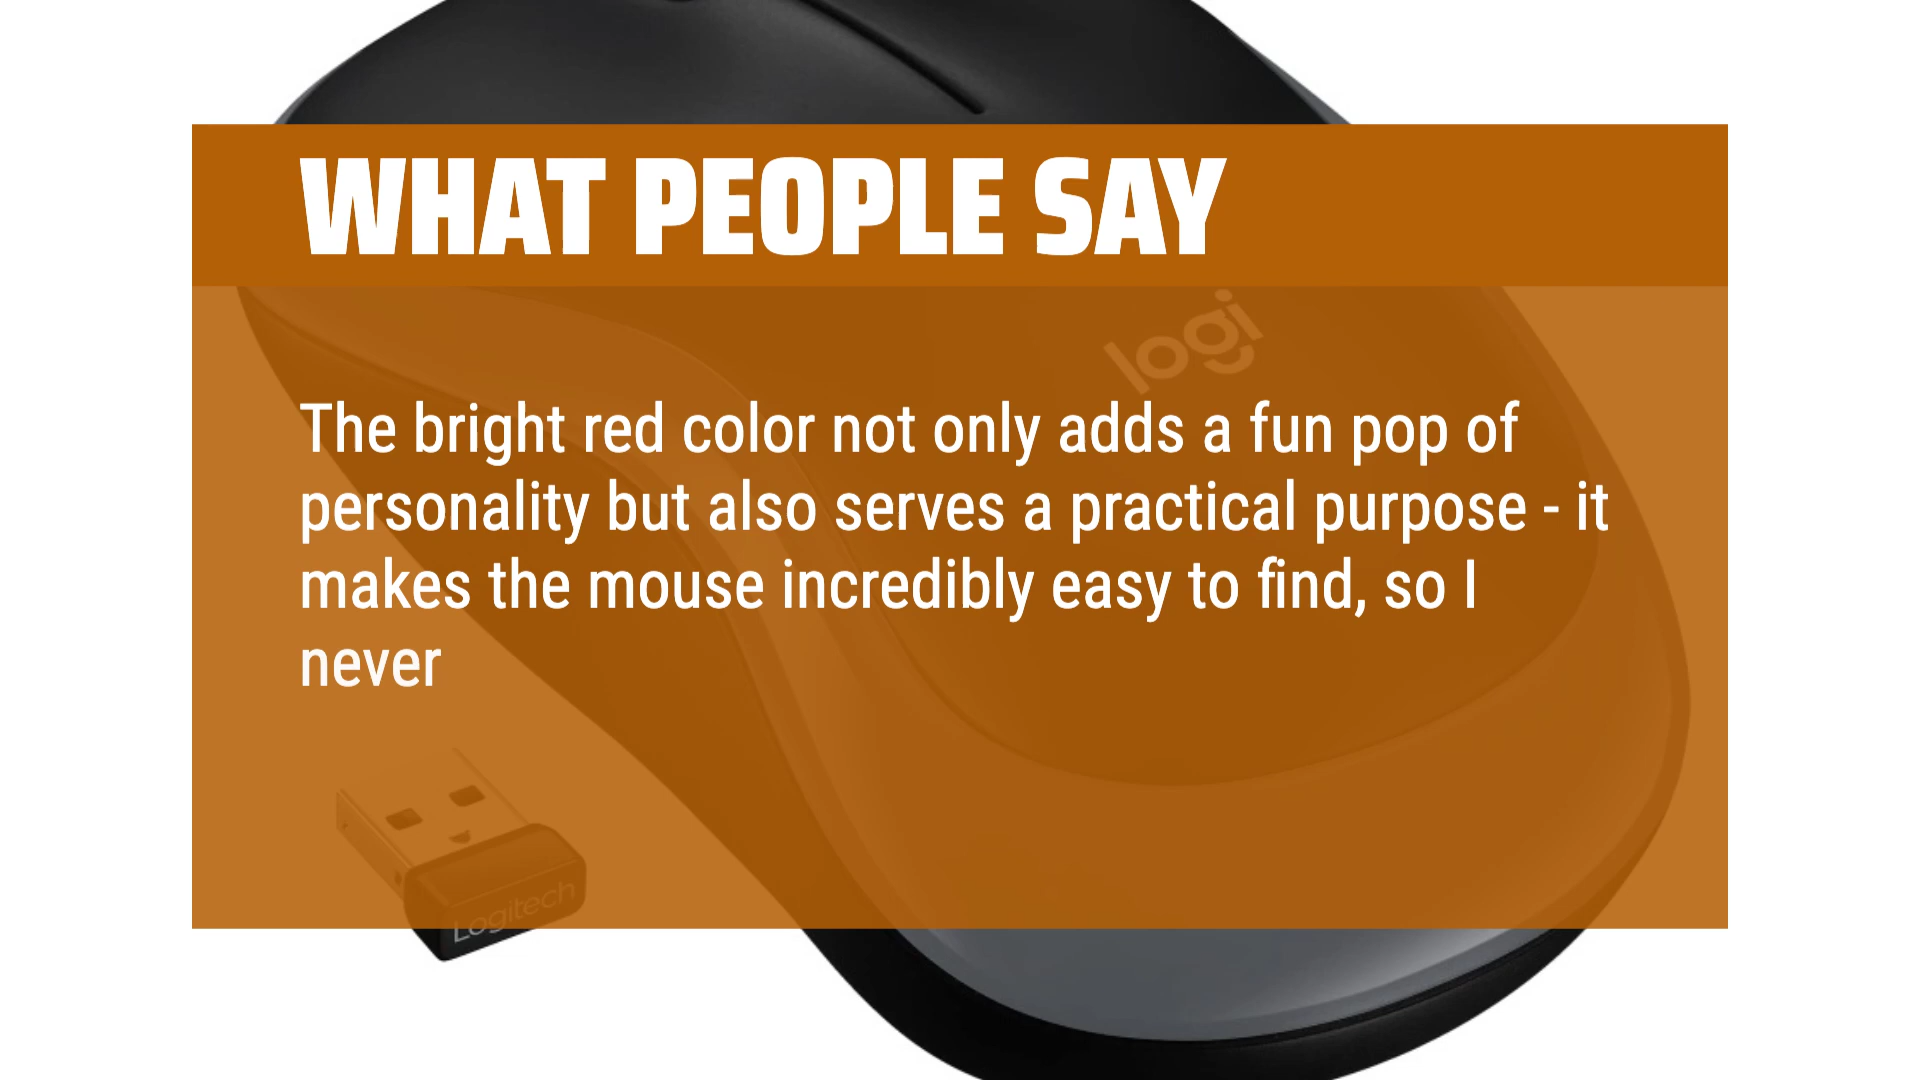 WHAT PEOPLE SAY
logi
The bright red color not only adds a fun pop of
personality but also serves a practical purpose - it
makes the mouse incredibly easy to find, so I
never
Logitech